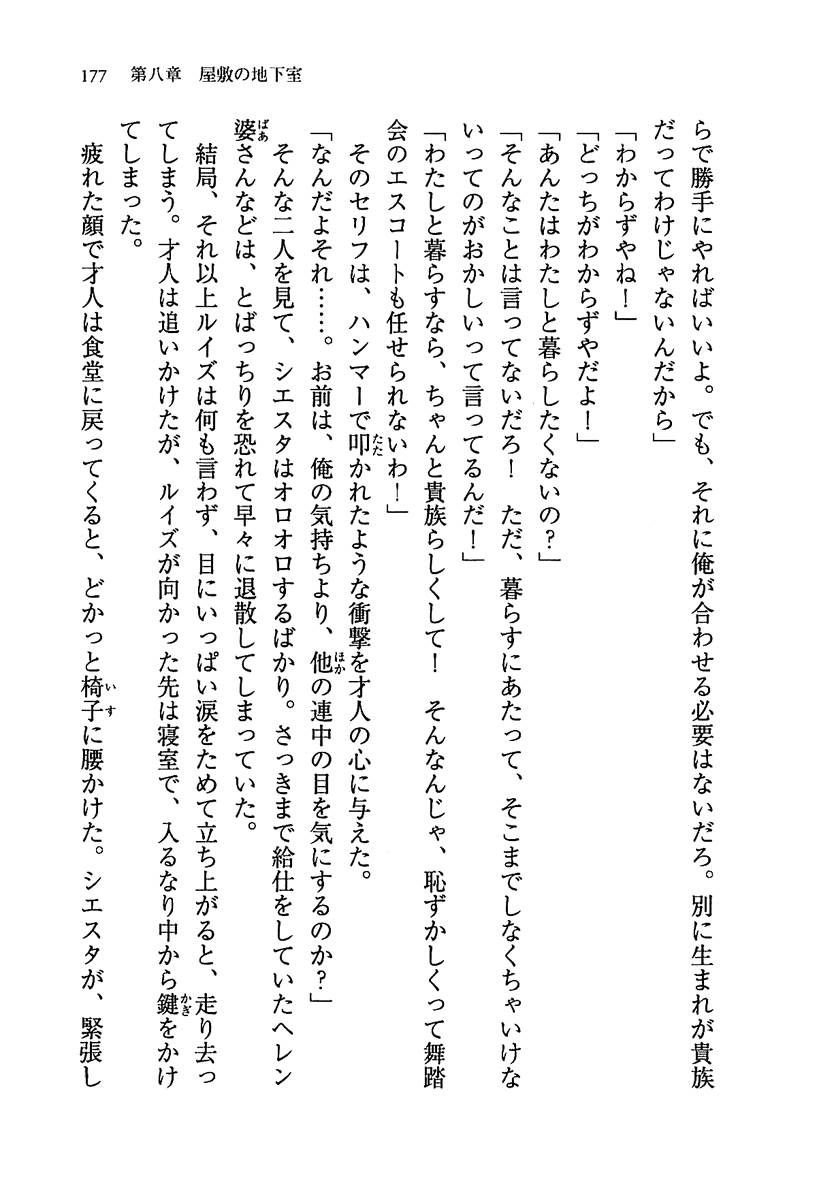 177　第八章　屋敷の地下室
らで勝手にやればいいよ。でも、それに俺が合わせる必要はないだろ。別に生まれが貴族
だってわけじゃないんだから」
「わからずやね！」
「どっちがわからずやだよ！」
「あんたはわたしと暮らしたくないの？」
「そんなことは言ってないだろ！　ただ、暮らすにあたって、そこまでしなくちゃいけな
いってのがおかしいって言ってるんだ！」
「わたしと暮らすなら、ちゃんと貴族らしくして！　そんなんじゃ、恥ずかしくって舞踏
会のエスコートも任せられないわ！」
そのセリフは、ハンマーで叩かれたような衝撃を才人の心に与えた。
「なんだよそれ……。お前は、俺の気持ちより、他の連中の目を気にするのか？」
そんな二人を見て、シエスタはオロオロするばかり。さっきまで給仕をしていたヘレン
婆さんなどは、とばっちりを恐れて早々に退散してしまっていた。
結局、それ以上ルイズは何も言わず、目にいっぱい涙をためて立ち上がると、走り去っ
てしまう。才人は追いかけたが、ルイズが向かった先は寝室で、入るなり中から鍵をかけ
てしまった。
疲れた顔で才人は食堂に戻ってくると、どかっと椅子に腰かけた。シエスタが、緊張し